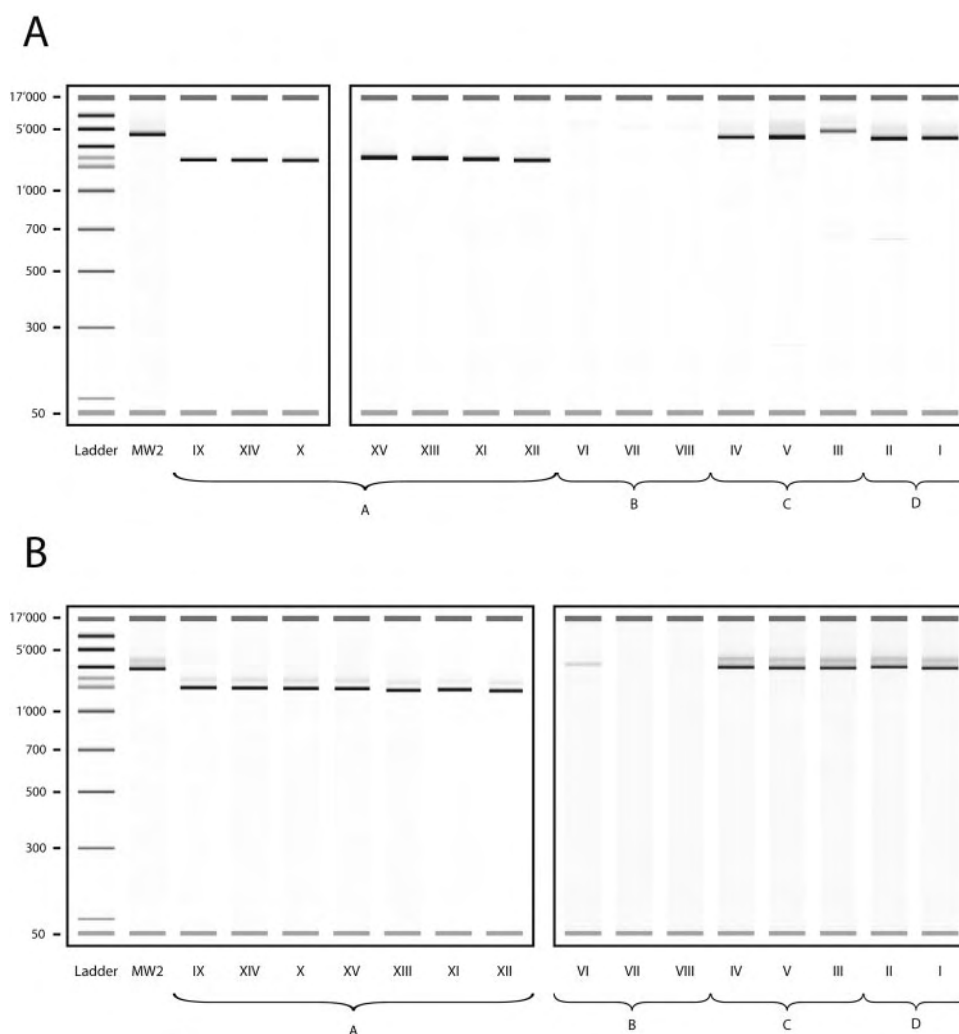 A
17'000
5'000
1'000
700
500
300
50
Ladder MW2 IX XIV X XV XIII XI XII VI VII VIII IV V III II I
A B C D
B
17'000
5'000
1'000
700
500
300
50
Ladder MW2 IX XIV X XV XIII XI XII VI VII VIII IV V III II I
A B C D